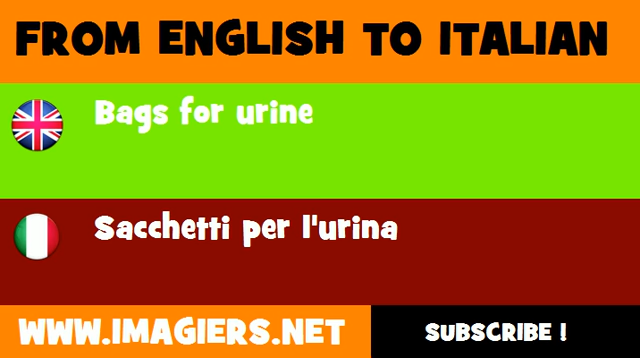 FROM ENGLISH TO ITALIAN
Bags for urine
Sacchetti per l'urina
WWW.IMAGIERS.NET
SUBSCRIBE !